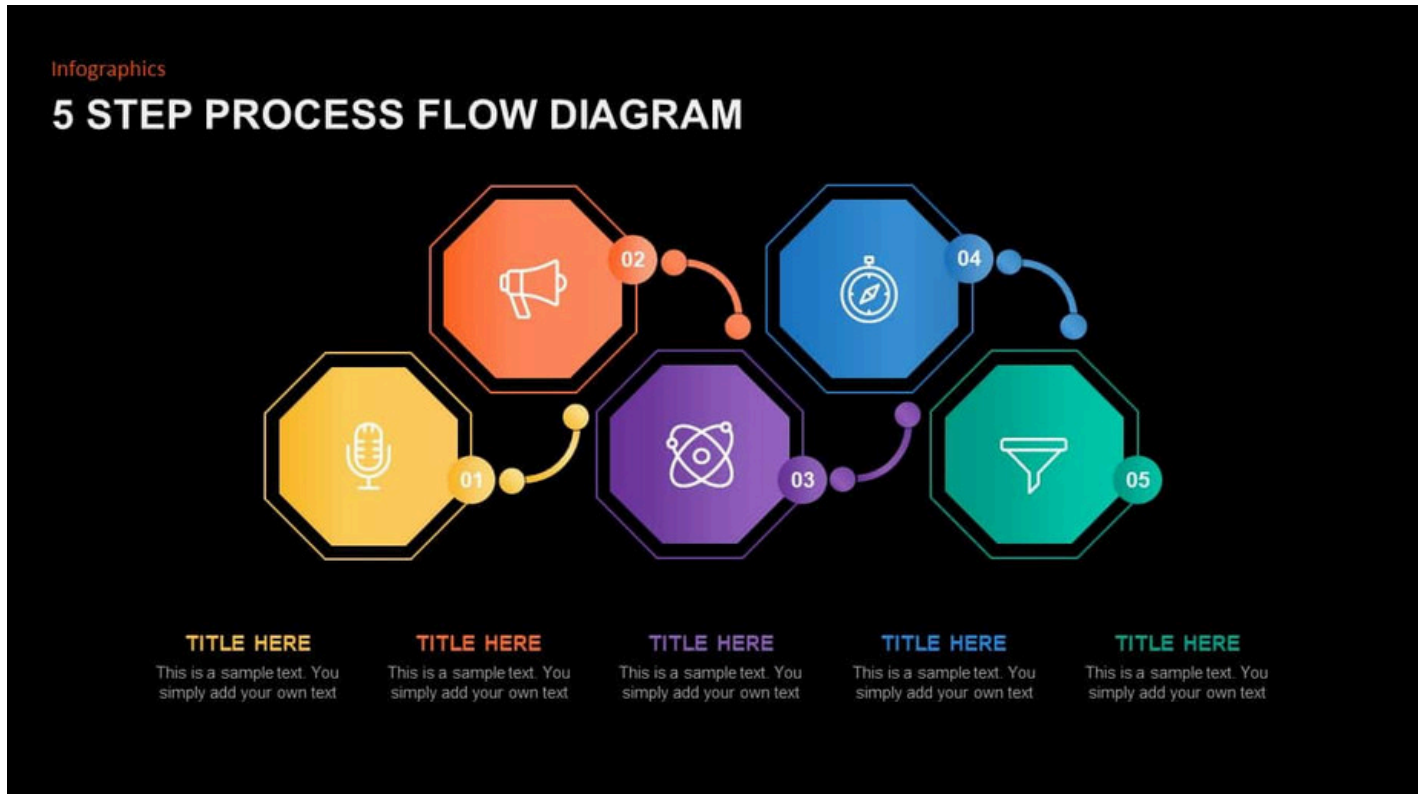 Infographics
5 STEP PROCESS FLOW DIAGRAM
02
04
01
03
05
TITLE HERE
This is a sample text. You
simply add your own text
TITLE HERE
This is a sample text. You
simply add your own text
TITLE HERE
This is a sample text. You
simply add your own text
TITLE HERE
This is a sample text. You
simply add your own text
TITLE HERE
This is a sample text. You
simply add your own text